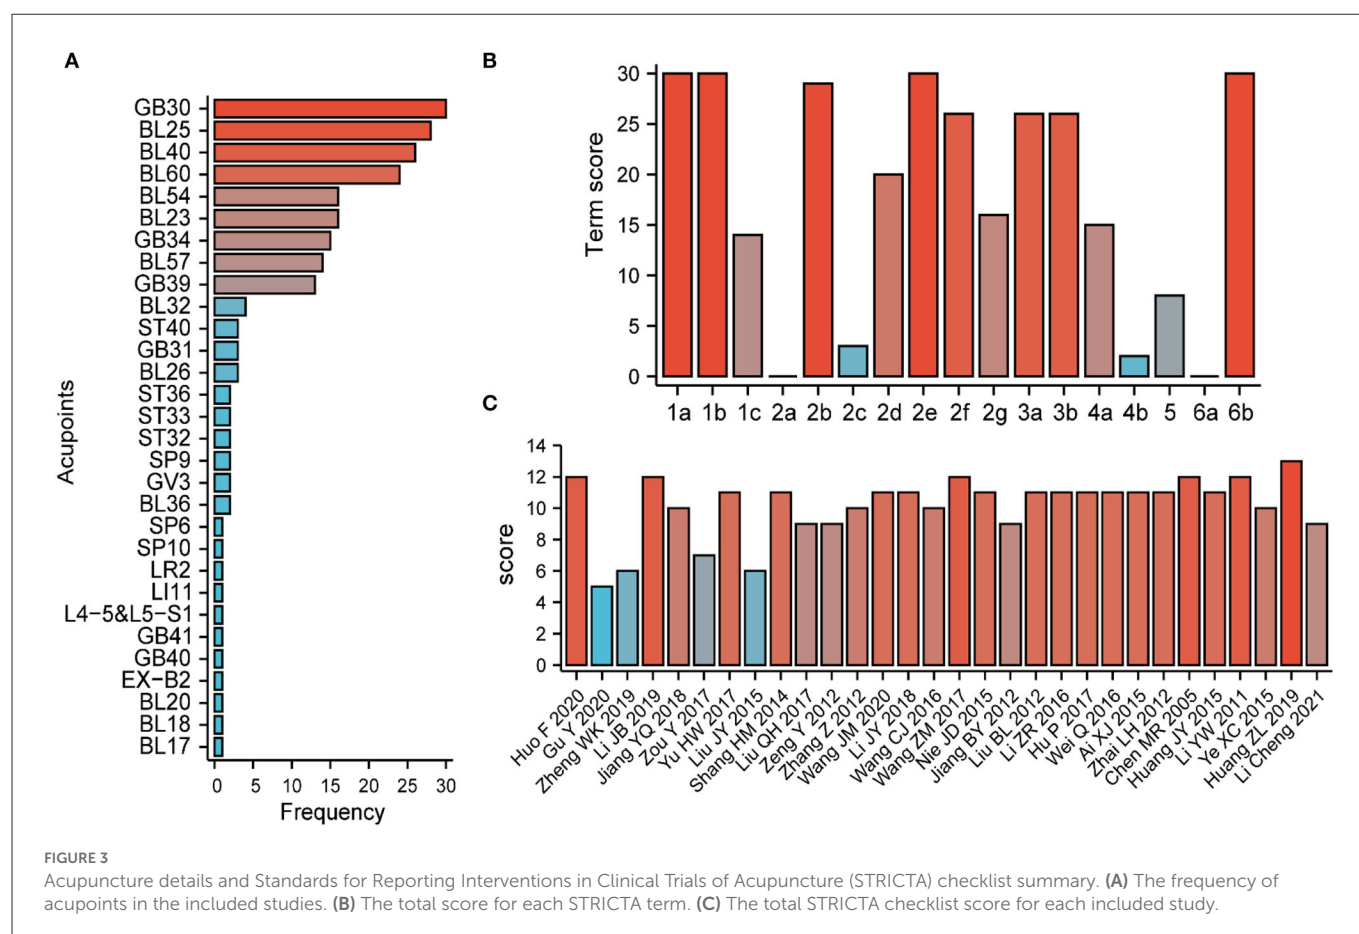 A
GB30
BL25
BL40
BL60
BL54
BL23
GB34
BL57
GB39
BL32
ST40
GB31
BL26
ST36
ST33
ST32
SP9
GV3
BL36
SP6
SP10
LR2
LI11
L4-5&L5-S1
GB41
GB40
EX-B2
BL20
BL18
BL17
Acupoints
0 5 10 15 20 25 30
Frequency
B
30
25
20
15
10
5
0
Term score
1a 1b 1c 2a 2b 2c 2d 2e 2f 2g 3a 3b 4a 4b 5 6a 6b
C
14
12
10
8
6
4
2
0
score
Huo F 2020
Gu Y 2020
Zheng WK 2019
Li JB 2019
Jiang YQ 2018
Zou Y 2017
Yu HW 2017
Liu JY 2015
Shang HM 2014
Liu QH 2017
Zeng Y 2012
Zhang Z 2012
Wang JM 2020
Li JY 2018
Wang CJ 2016
Wang ZM 2017
Nie JD 2015
Jiang BY 2012
Liu BL 2012
Li ZR 2016
Hu P 2017
Wei Q 2016
Ai XJ 2015
Zhai LH 2012
Chen MR 2005
Huang JY 2015
Li YW 2011
Ye XC 2015
Huang ZL 2019
Li Cheng 2021
FIGURE 3
Acupuncture details and Standards for Reporting Interventions in Clinical Trials of Acupuncture (STRICTA) checklist summary. (A) The frequency of
acupoints in the included studies. (B) The total score for each STRICTA term. (C) The total STRICTA checklist score for each included study.